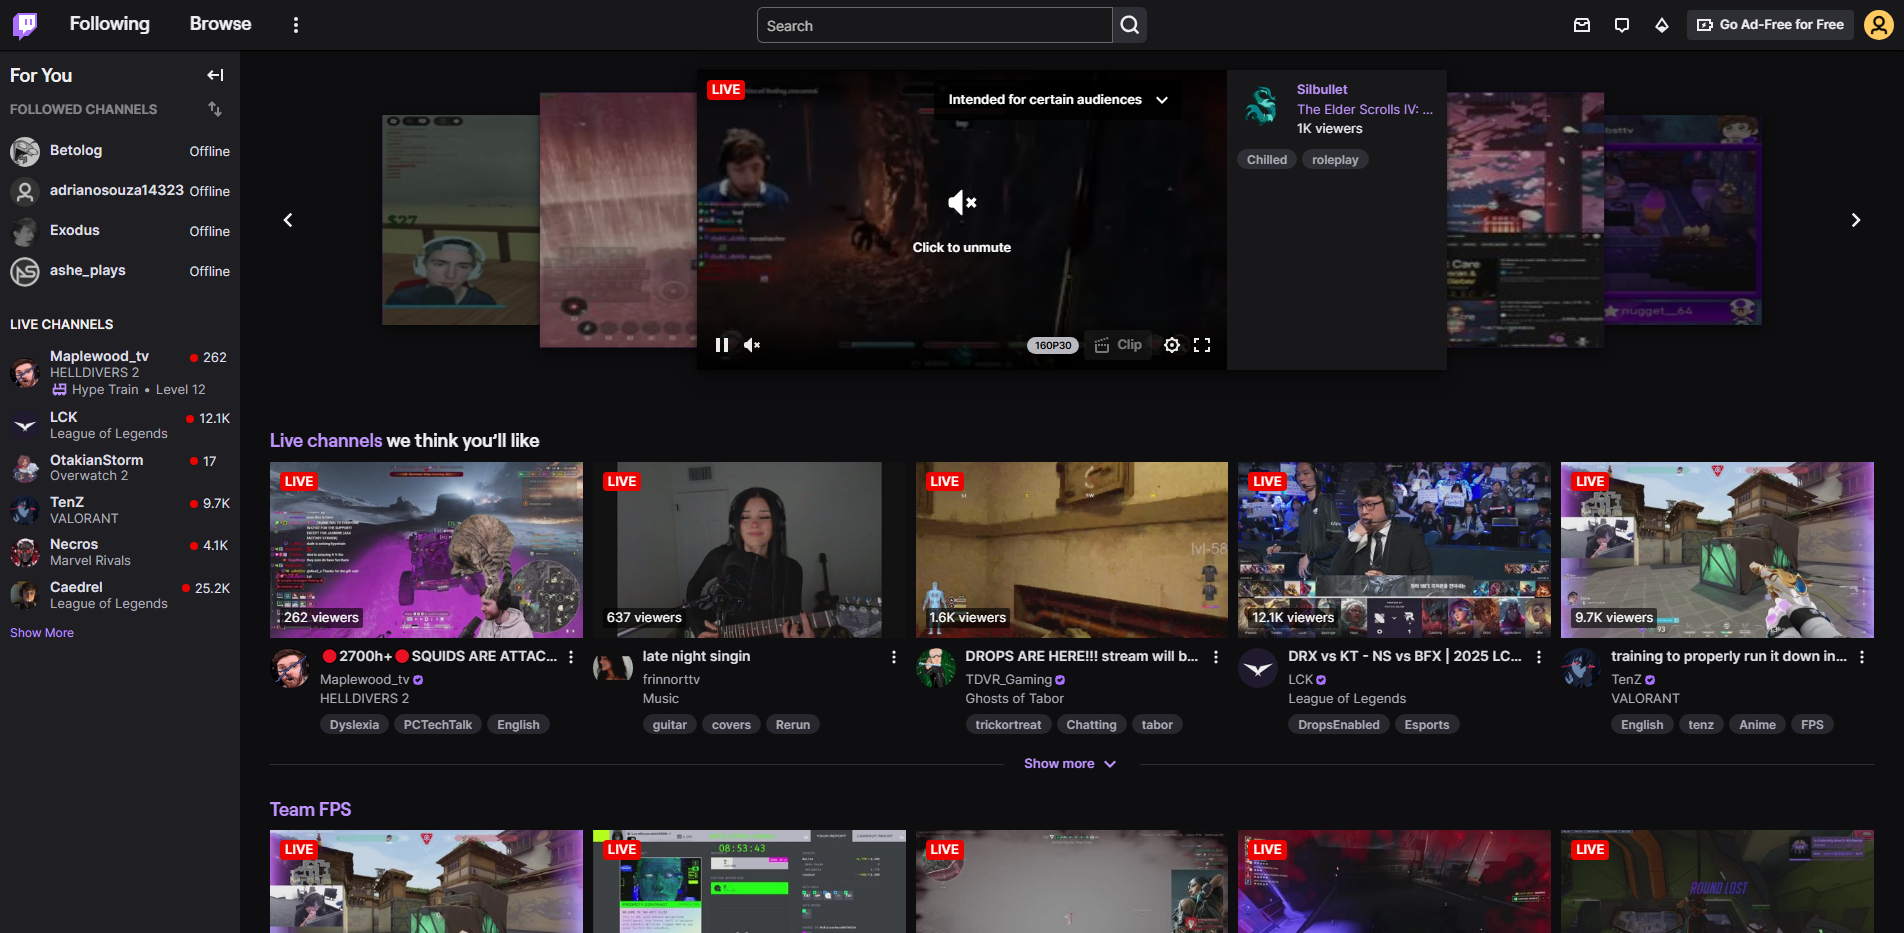 Following
Browse
Search
Go Ad-Free for Free
For You
FOLLOWED CHANNELS
Betolog
Offline
adrianosouza14323
Offline
Exodus
Offline
ashe_plays
Offline
LIVE CHANNELS
Maplewood_tv
262
HELLDIVERS 2
Hype Train • Level 12
LCK
12.1K
League of Legends
OtakianStorm
17
Overwatch 2
TenZ
9.7K
VALORANT
Necros
4.1K
Marvel Rivals
Caedrel
25.2K
League of Legends
Show More
$27
LIVE
Intended for certain audiences
Click to unmute
160P30
Clip
Silbullet
The Elder Scrolls IV: ...
1K viewers
Chilled
roleplay
nugget__64
Live channels we think you'll like
LIVE
262 viewers
🔴2700h+🔴SQUIDS ARE ATTAC...
Maplewood_tv
HELLDIVERS 2
Dyslexia
PCTechTalk
English
LIVE
637 viewers
late night singin
frinnorttv
Music
guitar
covers
Rerun
LIVE
lvl-58
1.6K viewers
DROPS ARE HERE!!! stream will b...
TDVR_Gaming
Ghosts of Tabor
trickortreat
Chatting
tabor
LIVE
12.1K viewers
DRX vs KT - NS vs BFX | 2025 LC...
LCK
League of Legends
DropsEnabled
Esports
LIVE
9.7K viewers
93
training to properly run it down in...
TenZ
VALORANT
English
tenz
Anime
FPS
Show more
Team FPS
LIVE
LIVE
08:53:43
YOUR REPORT
PRIORITY CONTRACT
LIVE
LIVE
LIVE
ROUND LOST